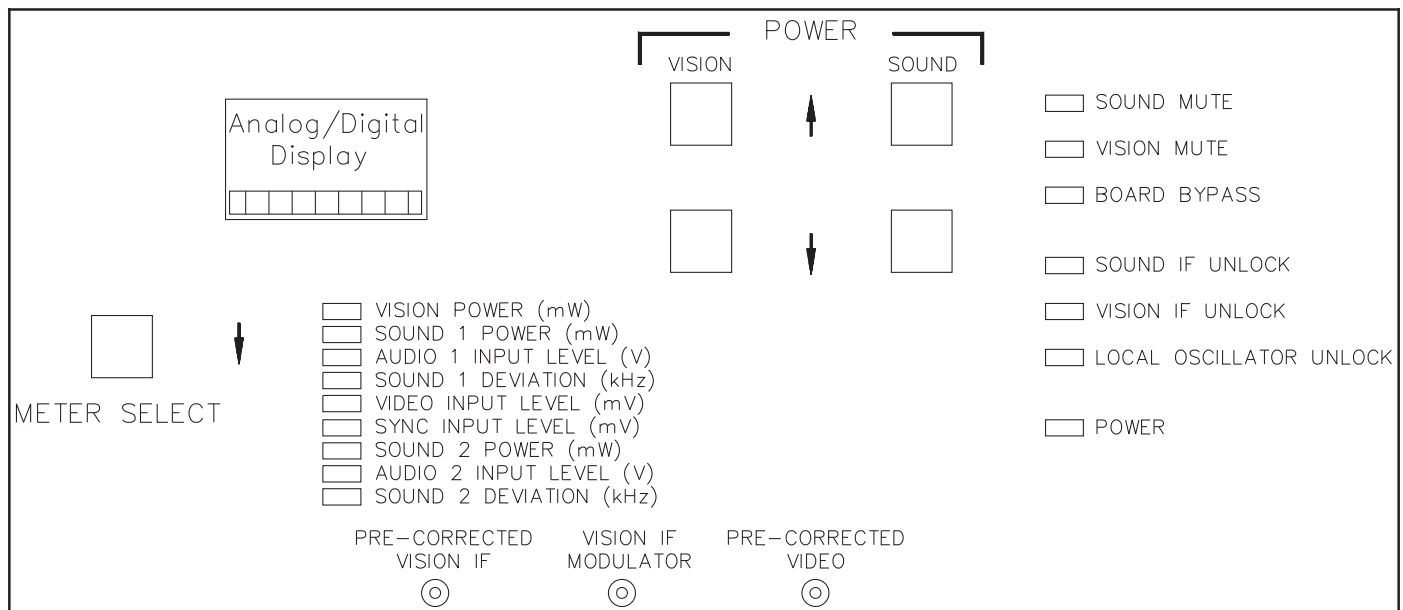 POWER
VISION SOUND
Analog/Digital
Display
SOUND MUTE
VISION MUTE
BOARD BYPASS
SOUND IF UNLOCK
VISION IF UNLOCK
LOCAL OSCILLATOR UNLOCK
POWER
METER SELECT
VISION POWER (mW)
SOUND 1 POWER (mW)
AUDIO 1 INPUT LEVEL (V)
SOUND 1 DEVIATION (kHz)
VIDEO INPUT LEVEL (mV)
SYNC INPUT LEVEL (mV)
SOUND 2 POWER (mW)
AUDIO 2 INPUT LEVEL (V)
SOUND 2 DEVIATION (kHz)
PRE-CORRECTED
VISION IF
VISION IF
MODULATOR
PRE-CORRECTED
VIDEO